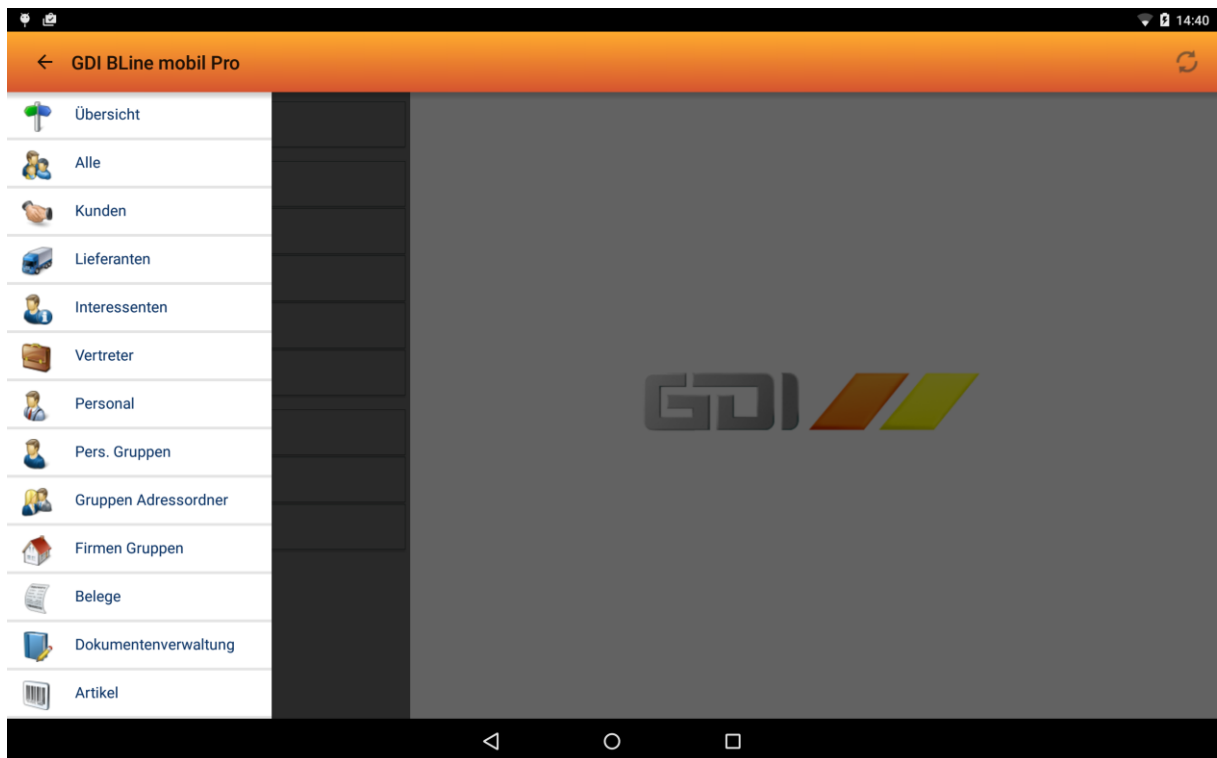 14:40
GDI BLine mobil Pro
Übersicht
Alle
Kunden
Lieferanten
Interessenten
Vertreter
Personal
Pers. Gruppen
Gruppen Adressordner
Firmen Gruppen
Belege
Dokumentenverwaltung
Artikel
GDI